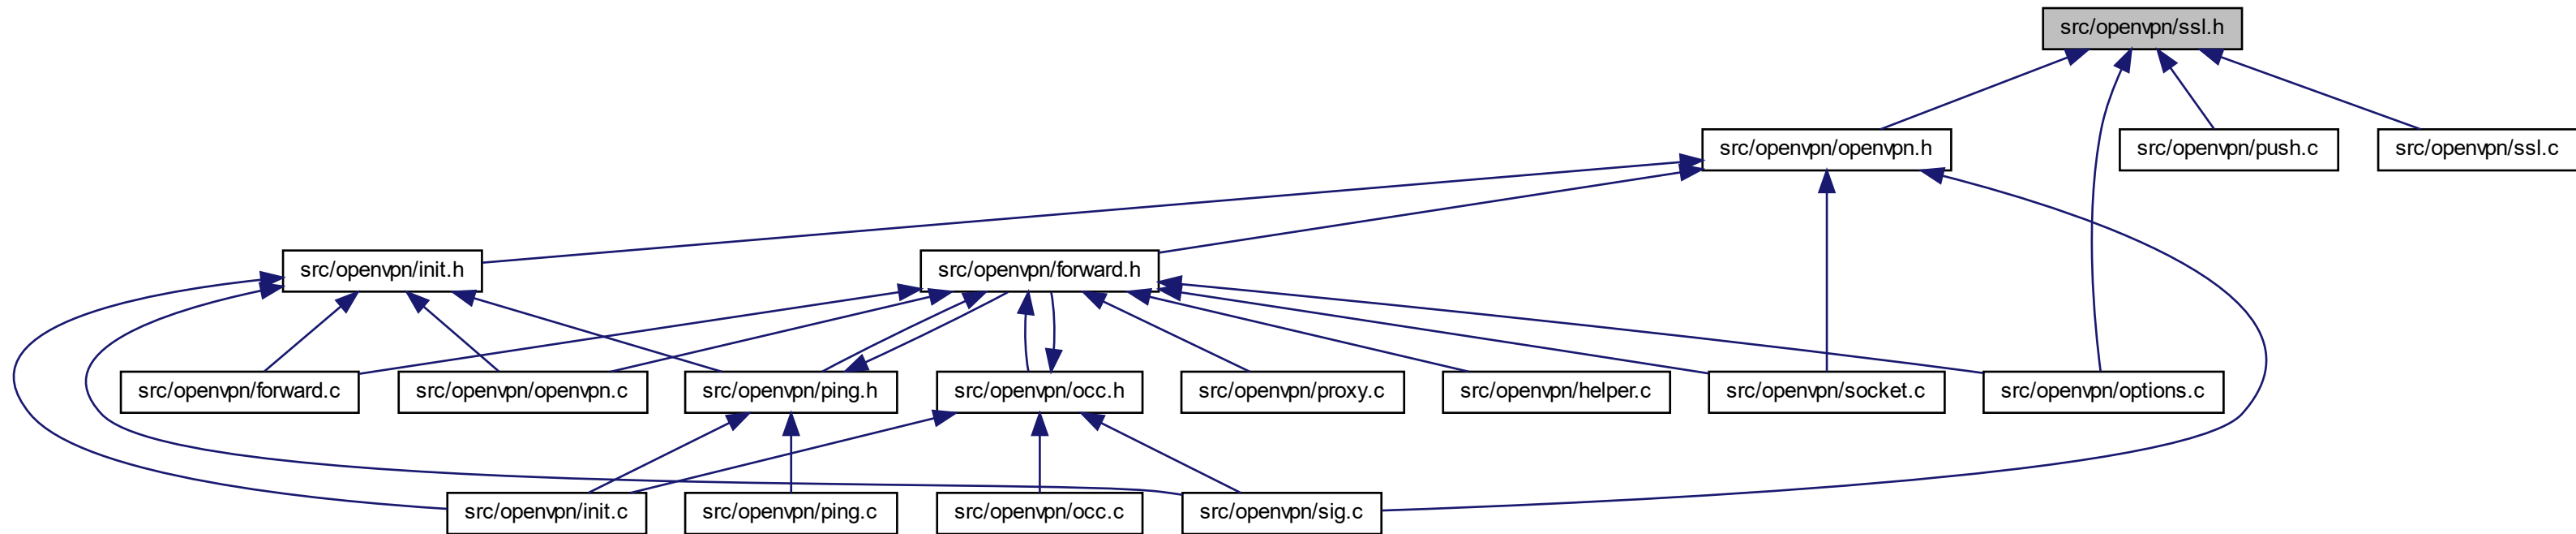 src/openvpn/ssl.h
src/openvpn/openvpn.h
src/openvpn/push.c
src/openvpn/ssl.c
src/openvpn/init.h
src/openvpn/forward.h
src/openvpn/forward.c
src/openvpn/openvpn.c
src/openvpn/ping.h
src/openvpn/occ.h
src/openvpn/proxy.c
src/openvpn/helper.c
src/openvpn/socket.c
src/openvpn/options.c
src/openvpn/init.c
src/openvpn/ping.c
src/openvpn/occ.c
src/openvpn/sig.c